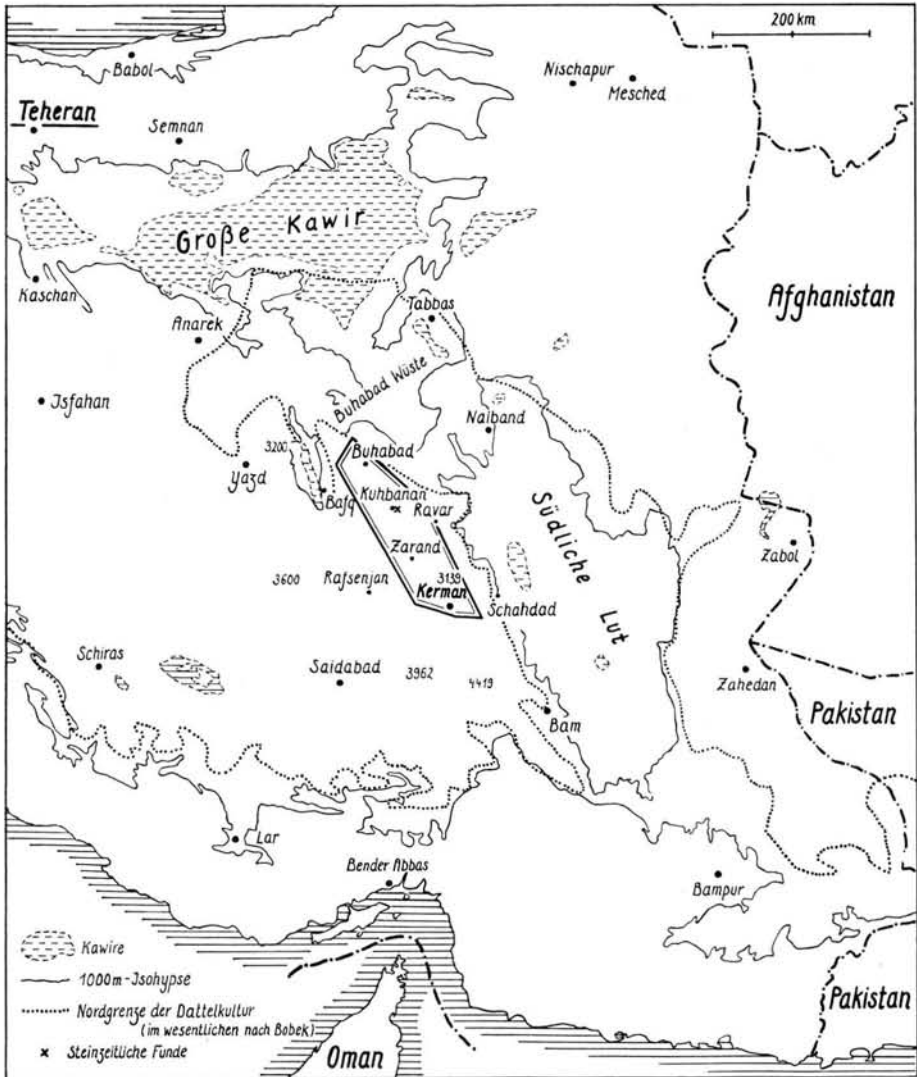 200 km
Babol
Nischapur
Mesched
Teheran
Semnan
Große Kawir
Kaschan
Afghanistan
Tabbas
Anarek
Buhabad Wüste
Isfahan
Naiband
3200
Buhabad
Yazd
Kuhbanan
Bafq
Ravar
Südliche Lut
Zabol
Zarand
3600
Rafsenjan
3139
Kerman
Schahdad
Schiras
Saidabad
3962
4419
Zahedan
Bam
Pakistan
Lar
Bender Abbas
Bampur
Kawire
1000m-Isohypse
Nordgrenze der Dattelkultur
(im wesentlichen nach Bobek)
Steinzeitliche Funde
Oman
Pakistan